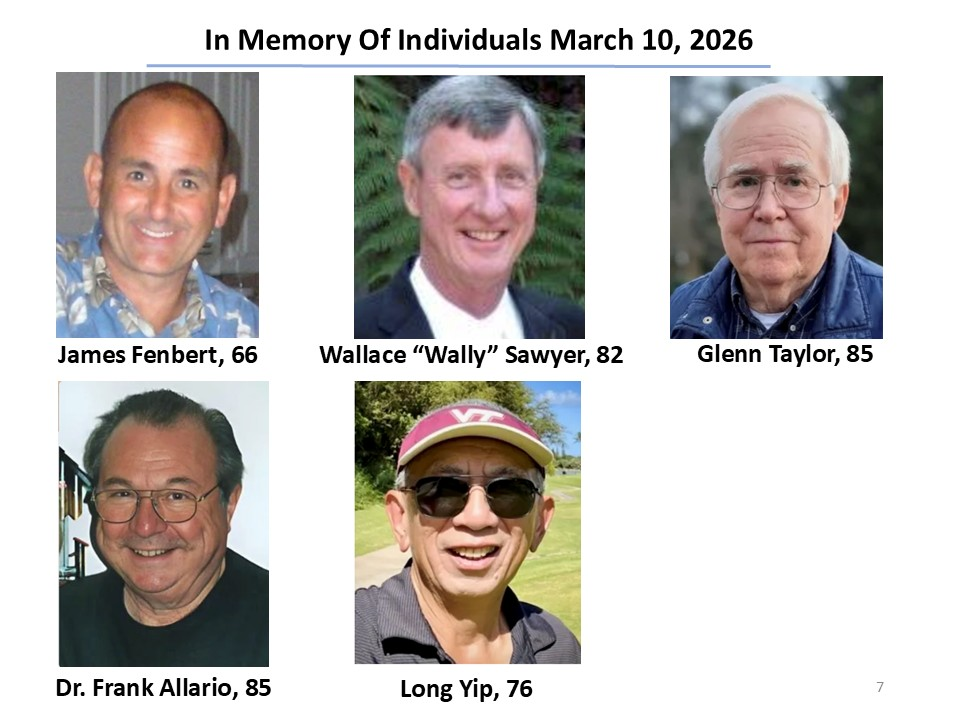 In Memory Of Individuals March 10, 2026
James Fenbert, 66
Wallace “Wally” Sawyer, 82
Glenn Taylor, 85
VT
Dr. Frank Allario, 85
Long Yip, 76
7